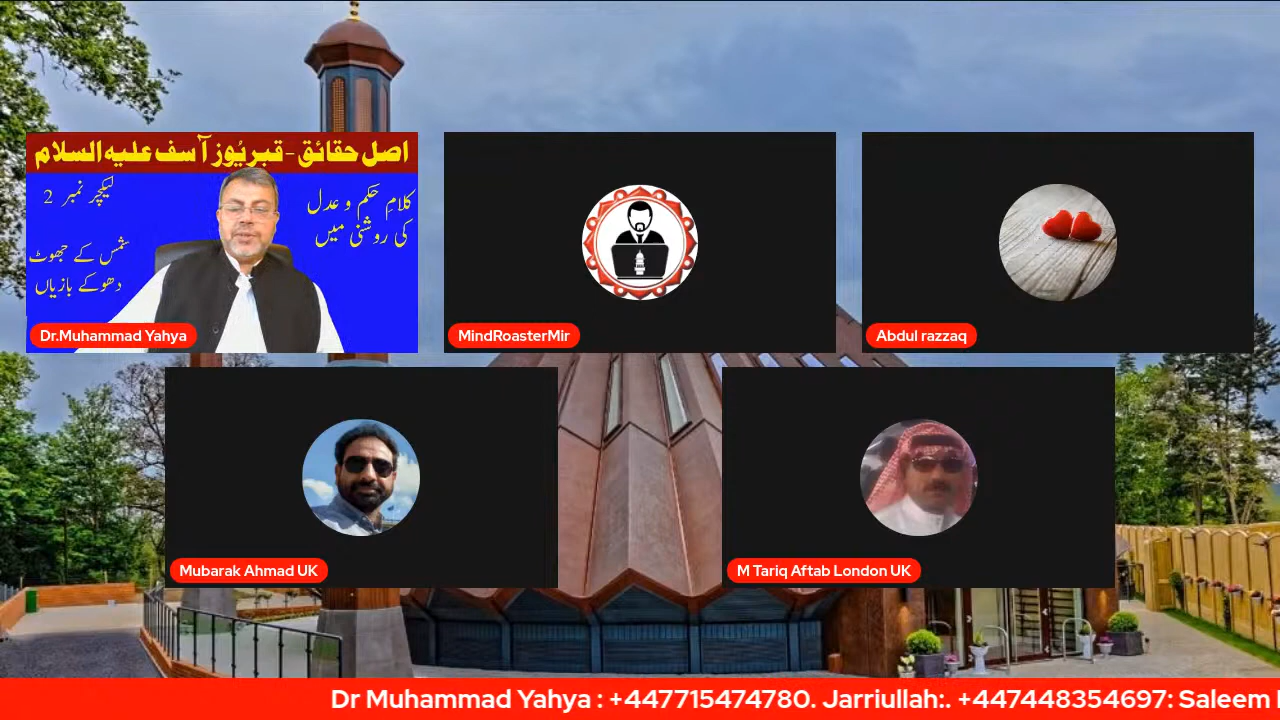 اصل حقائق - قبر یُوز آسف علیہ السلام
لیکچر نمبر 2
کلامِ حکم و عدل
کی روشنی میں
شمس کے جھوٹ
دھوکے بازیاں
Dr.Muhammad Yahya
MindRoasterMir
Abdul razzaq
Mubarak Ahmad UK
M Tariq Aftab London UK
Dr Muhammad Yahya : +447715474780. Jarriullah:. +447448354697: Saleem